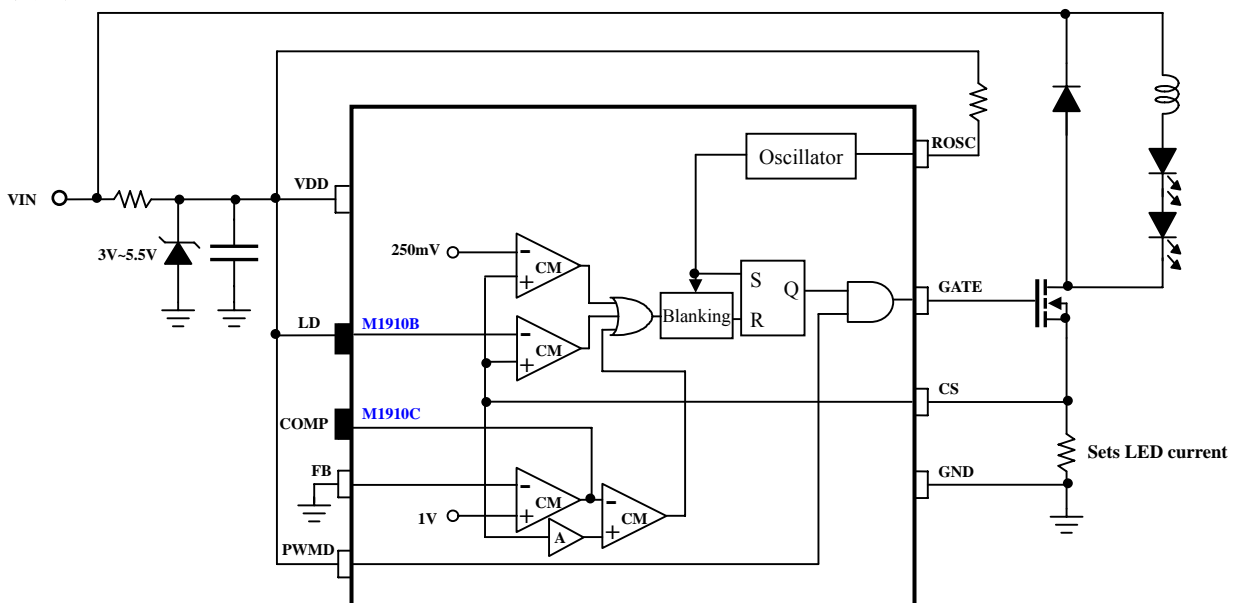 ROSC
Oscillator
VDD
VIN
3V~5.5V
250mV
-
+
CM
S
Q
R
Blanking
GATE
LD
M1910B
-
+
CM
CS
COMP
M1910C
Sets LED current
FB
-
+
CM
GND
1V
-
+
CM
A
PWMD